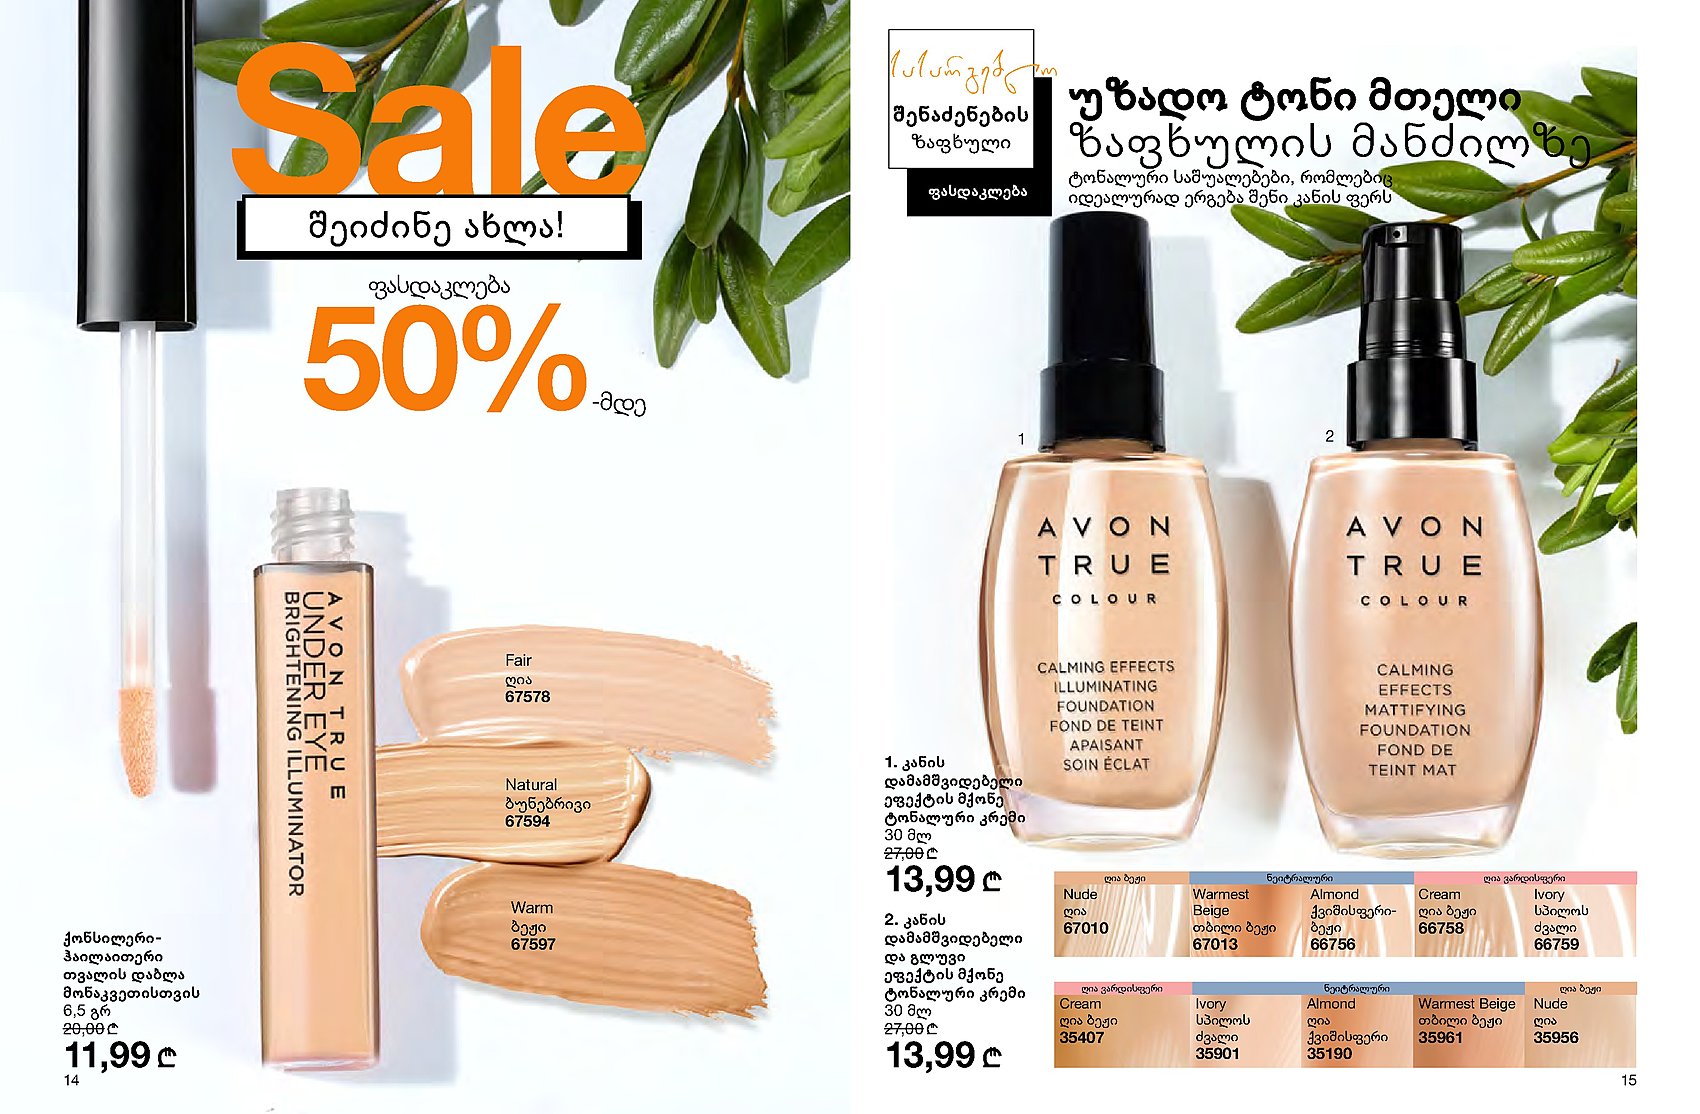 Sale
შეიძინე ახლა!
ფასდაკლება
50%
-მდე
AVON TRUE
UNDER EYE
BRIGHTENING ILLUMINATOR
Fair
ღია
67578
Natural
ბუნებრივი
67594
Warm
ბეჟი
67597
ქონსილერი-
ჰაილაითერი
თვალის დაბლა
მონაკვეთისთვის
6,5 გრ
20,00 ₾
11,99 ₾
14
სასარგებლო
შენაძენების
ზაფხული
ფასდაკლება
უზადო ტონი მთელი
ზაფხულის მანძილზე
ტონალური საშუალებები, რომლებიც
იდეალურად ერგება შენი კანის ფერს
1
2
AVON
TRUE
COLOUR
CALMING EFFECTS
ILLUMINATING
FOUNDATION
FOND DE TEINT
APAISANT
SOIN ÉCLAT
AVON
TRUE
COLOUR
CALMING
EFFECTS
MATTIFYING
FOUNDATION
FOND DE
TEINT MAT
1. კანის
დამამშვიდებელი
ეფექტის მქონე
ტონალური კრემი
30 მლ
27,00 ₾
13,99 ₾
2. კანის
დამამშვიდებელი
და გლუვი
ეფექტის მქონე
ტონალური კრემი
30 მლ
27,00 ₾
13,99 ₾
ღია ბეჟი
ნეიტრალური
ღია ვარდისფერი
Nude
ღია
67010
Warmest
Beige
თბილი ბეჟი
67013
Almond
ქვიშისფერი-
ბეჟი
66756
Cream
ღია ბეჟი
66758
Ivory
სპილოს
ძვალი
66759
ღია ვარდისფერი
ნეიტრალური
ღია ბეჟი
Cream
ღია ბეჟი
35407
Ivory
სპილოს
ძვალი
35901
Almond
ღია
ქვიშისფერი
35190
Warmest Beige
თბილი ბეჟი
35961
Nude
ღია
35956
15